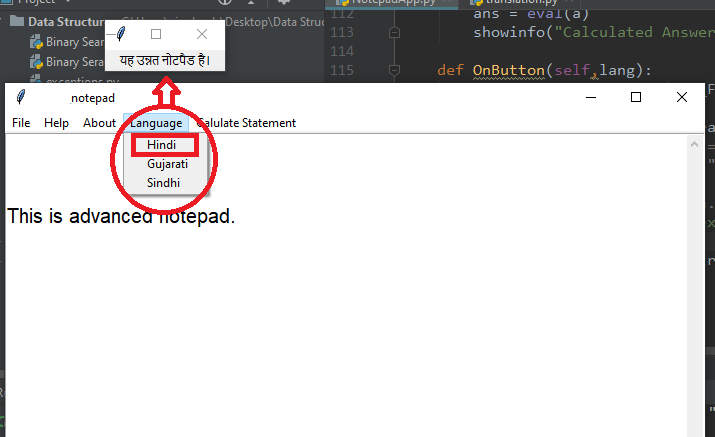 Project
Data Structure
Desktop\Data Struc
Binary Sear
Binary Sera
exceptions.py
यह उन्नत नोटपैड है।
NotepadApp.py
translation.py
112 ans = eval(a)
113 showinfo("Calculated Answer
114
115 def OnButton(self,lang):
notepad
File Help About Language Calulate Statement
Hindi
Gujarati
Sindhi
This is advanced notepad.